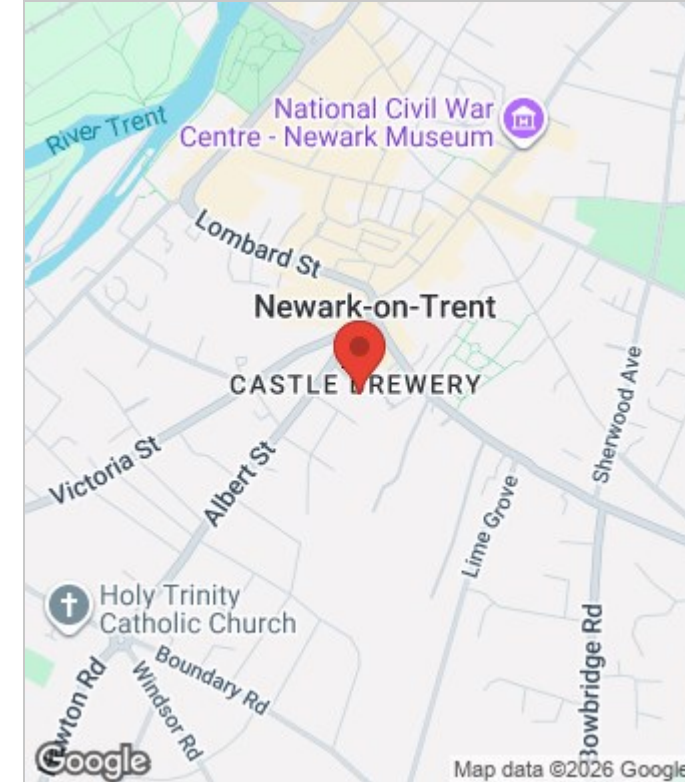 River Trent
National Civil War
Centre - Newark Museum
Lombard St
Newark-on-Trent
CASTLE BREWERY
Sherwood Ave
Victoria St
Albert St
Lime Grove
Holy Trinity
Catholic Church
Boundary Rd
Bowbridge Rd
Windsor Rd
Rd
Google
Map data ©2026 Google